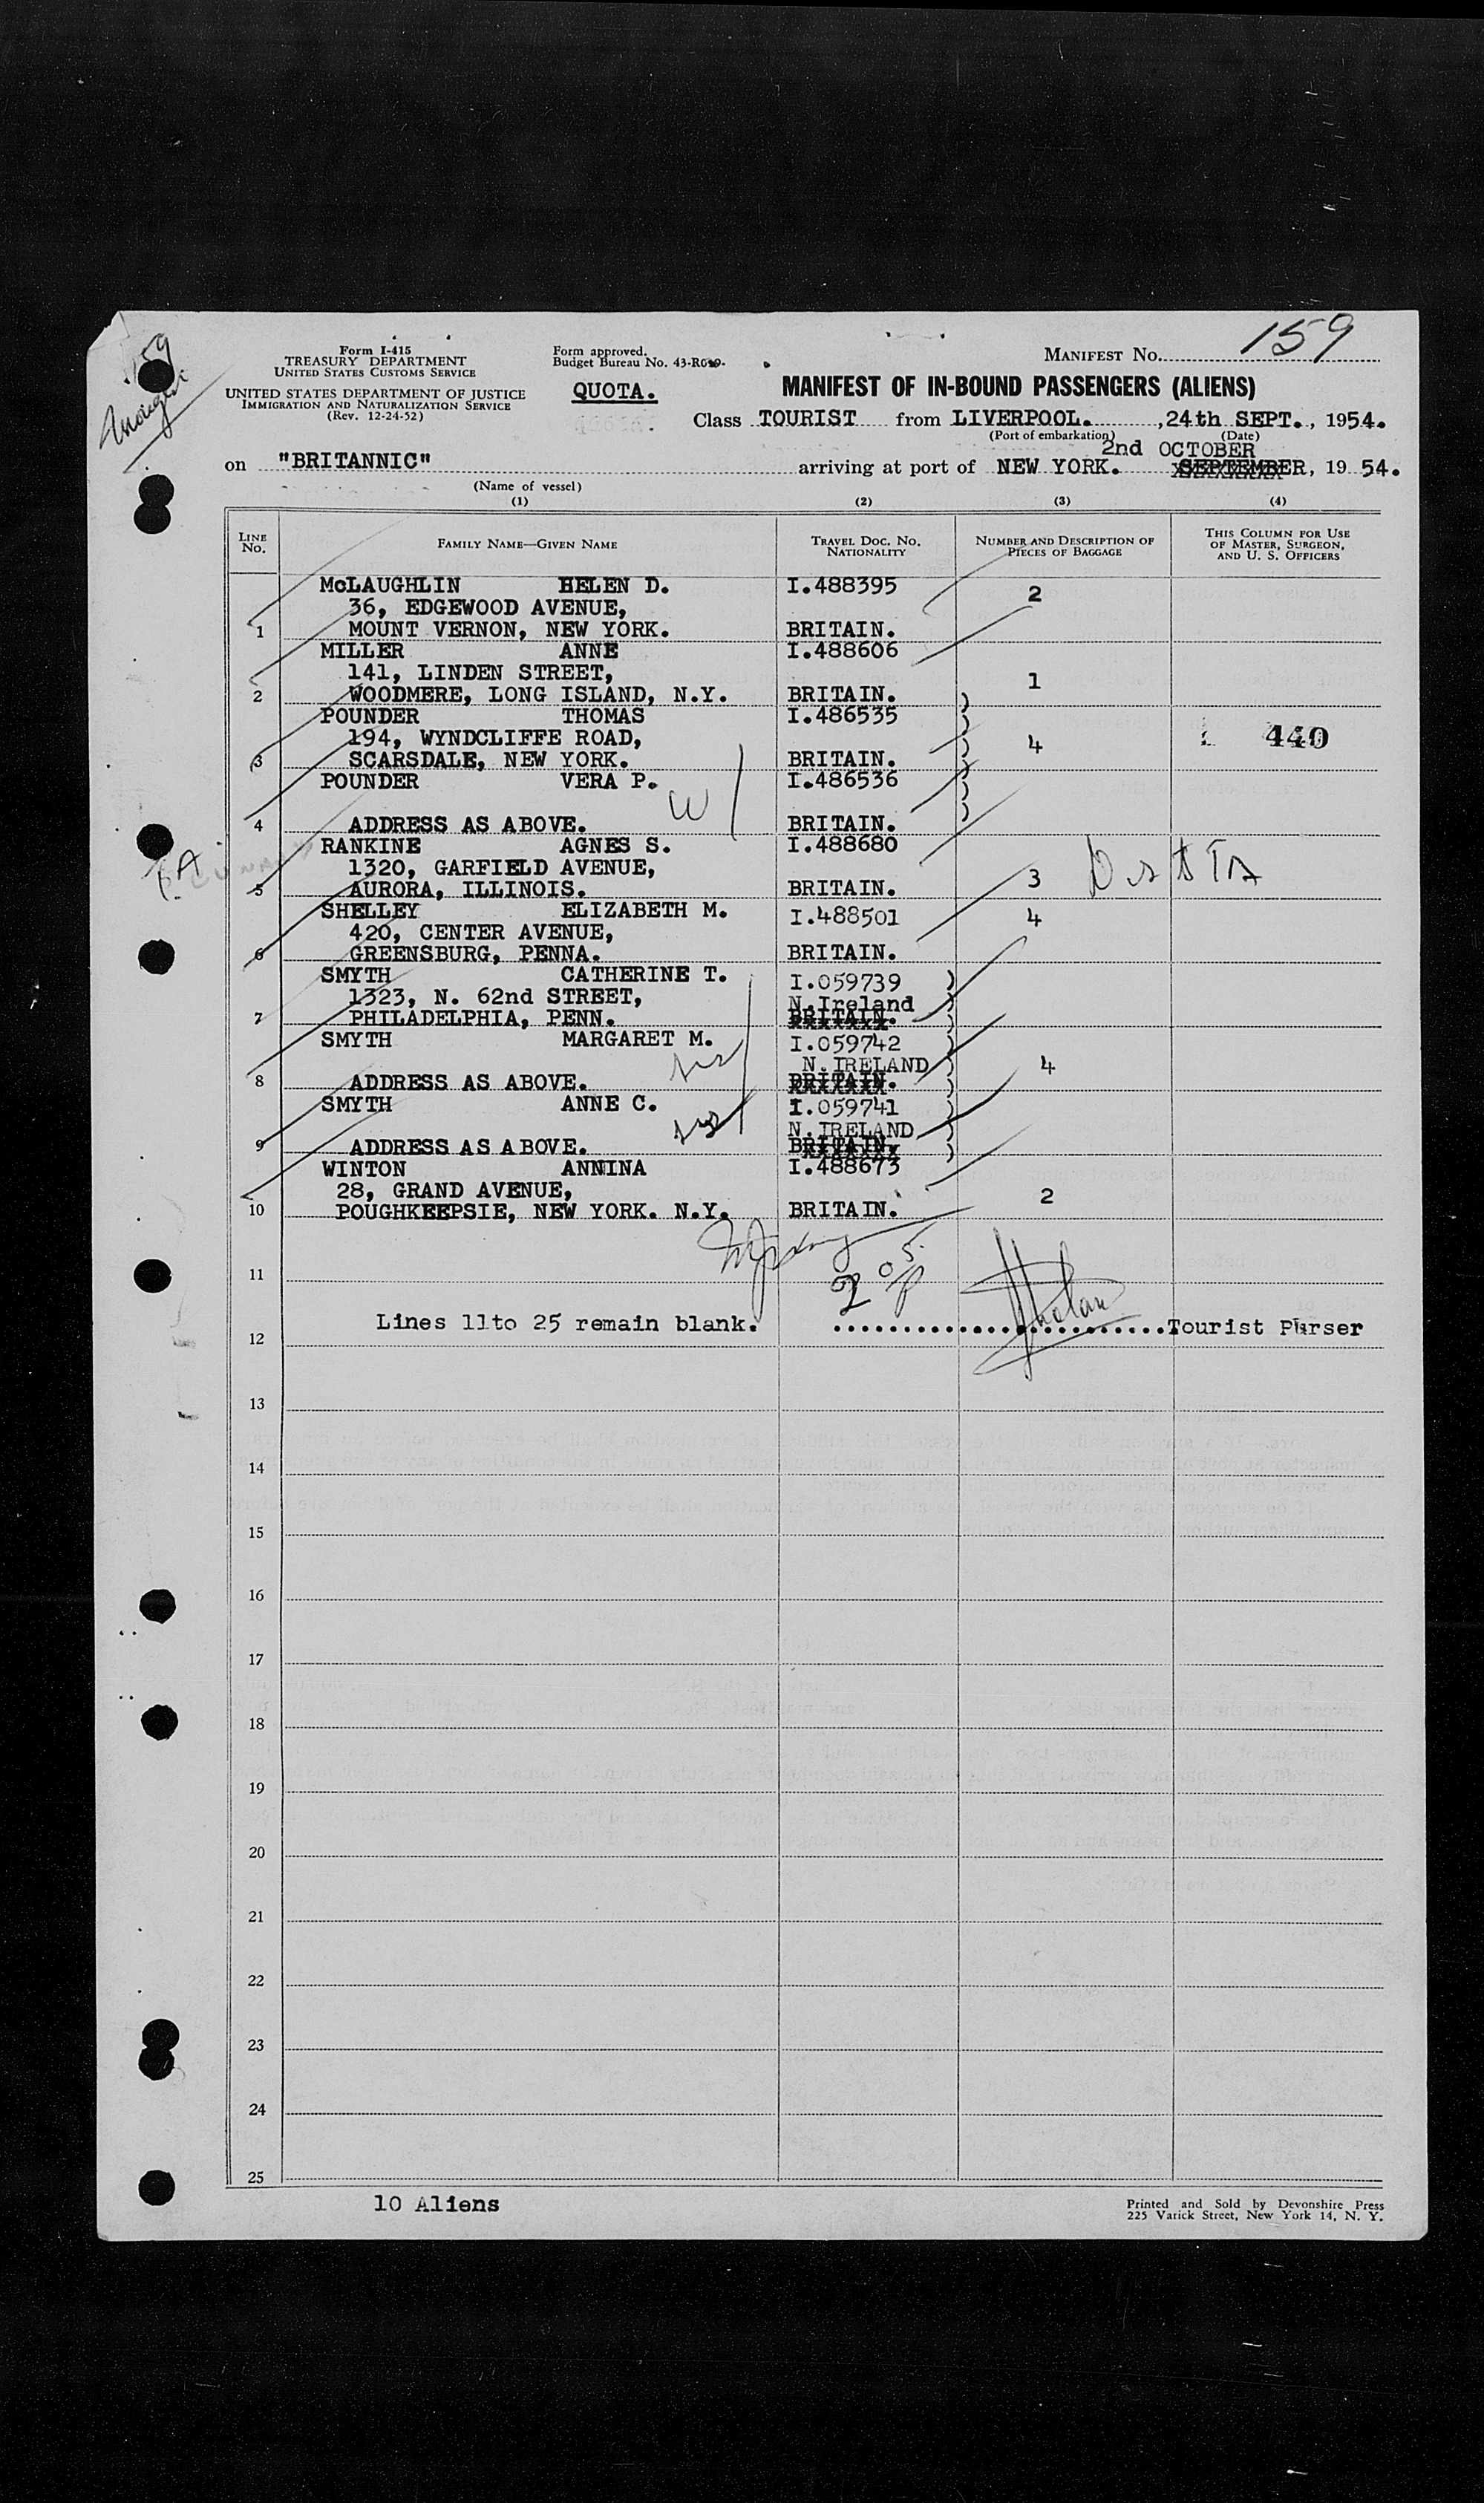 159
Form I-415
TREASURY DEPARTMENT
UNITED STATES CUSTOMS SERVICE
UNITED STATES DEPARTMENT OF JUSTICE
IMMIGRATION AND NATURALIZATION SERVICE
(Rev. 12-24-52)
Form approved.
Budget Bureau No. 43-R019-
QUOTA.
MANIFEST NO. 159
MANIFEST OF IN-BOUND PASSENGERS (ALIENS)
Class TOURIST from LIVERPOOL. , 24th SEPT., 1954.
(Port of embarkation) (Date)
2nd OCTOBER
on "BRITANNIC" arriving at port of NEW YORK. SEPTEMBER, 19 54.
(Name of vessel)
(1) (2) (3) (4)
LINE NO. FAMILY NAME—GIVEN NAME TRAVEL DOC. NO. NATIONALITY NUMBER AND DESCRIPTION OF PIECES OF BAGGAGE THIS COLUMN FOR USE OF MASTER, SURGEON, AND U. S. OFFICERS
McLAUGHLIN HELEN D. I.488395 2
36, EDGEWOOD AVENUE,
1 MOUNT VERNON, NEW YORK. BRITAIN.
MILLER ANNE I.488606
141, LINDEN STREET, 1
2 WOODMERE, LONG ISLAND, N.Y. BRITAIN. )
POUNDER THOMAS I.486535 )
194, WYNDCLIFFE ROAD, ) 4 440
3 SCARSDALE, NEW YORK. BRITAIN. )
POUNDER VERA P. I.486536 )
W )
4 ADDRESS AS ABOVE. BRITAIN.
RANKINE AGNES S. I.488680
1320, GARFIELD AVENUE,
5 AURORA, ILLINOIS. BRITAIN. 3
SHELLEY ELIZABETH M. I.488501 4
420, CENTER AVENUE,
6 GREENSBURG, PENNA. BRITAIN.
SMYTH CATHERINE T. I.059739 )
1323, N. 62nd STREET, N.Ireland )
7 PHILADELPHIA, PENN. BRITAIN. )
SMYTH MARGARET M. I.059742 )
N. IRELAND ) 4
8 ADDRESS AS ABOVE. BRITAIN. )
SMYTH ANNE C. I.059741 )
N. IRELAND )
9 ADDRESS AS ABOVE. BRITAIN. )
WINTON ANNINA I.488673
28, GRAND AVENUE, 2
10 POUGHKEEPSIE, NEW YORK. N.Y. BRITAIN.
11
Lines 11to 25 remain blank. Tourist Purser
12
13
14
15
16
17
18
19
20
21
22
23
24
25
10 Aliens
Printed and Sold by Devonshire Press
225 Varick Street, New York 14, N. Y.